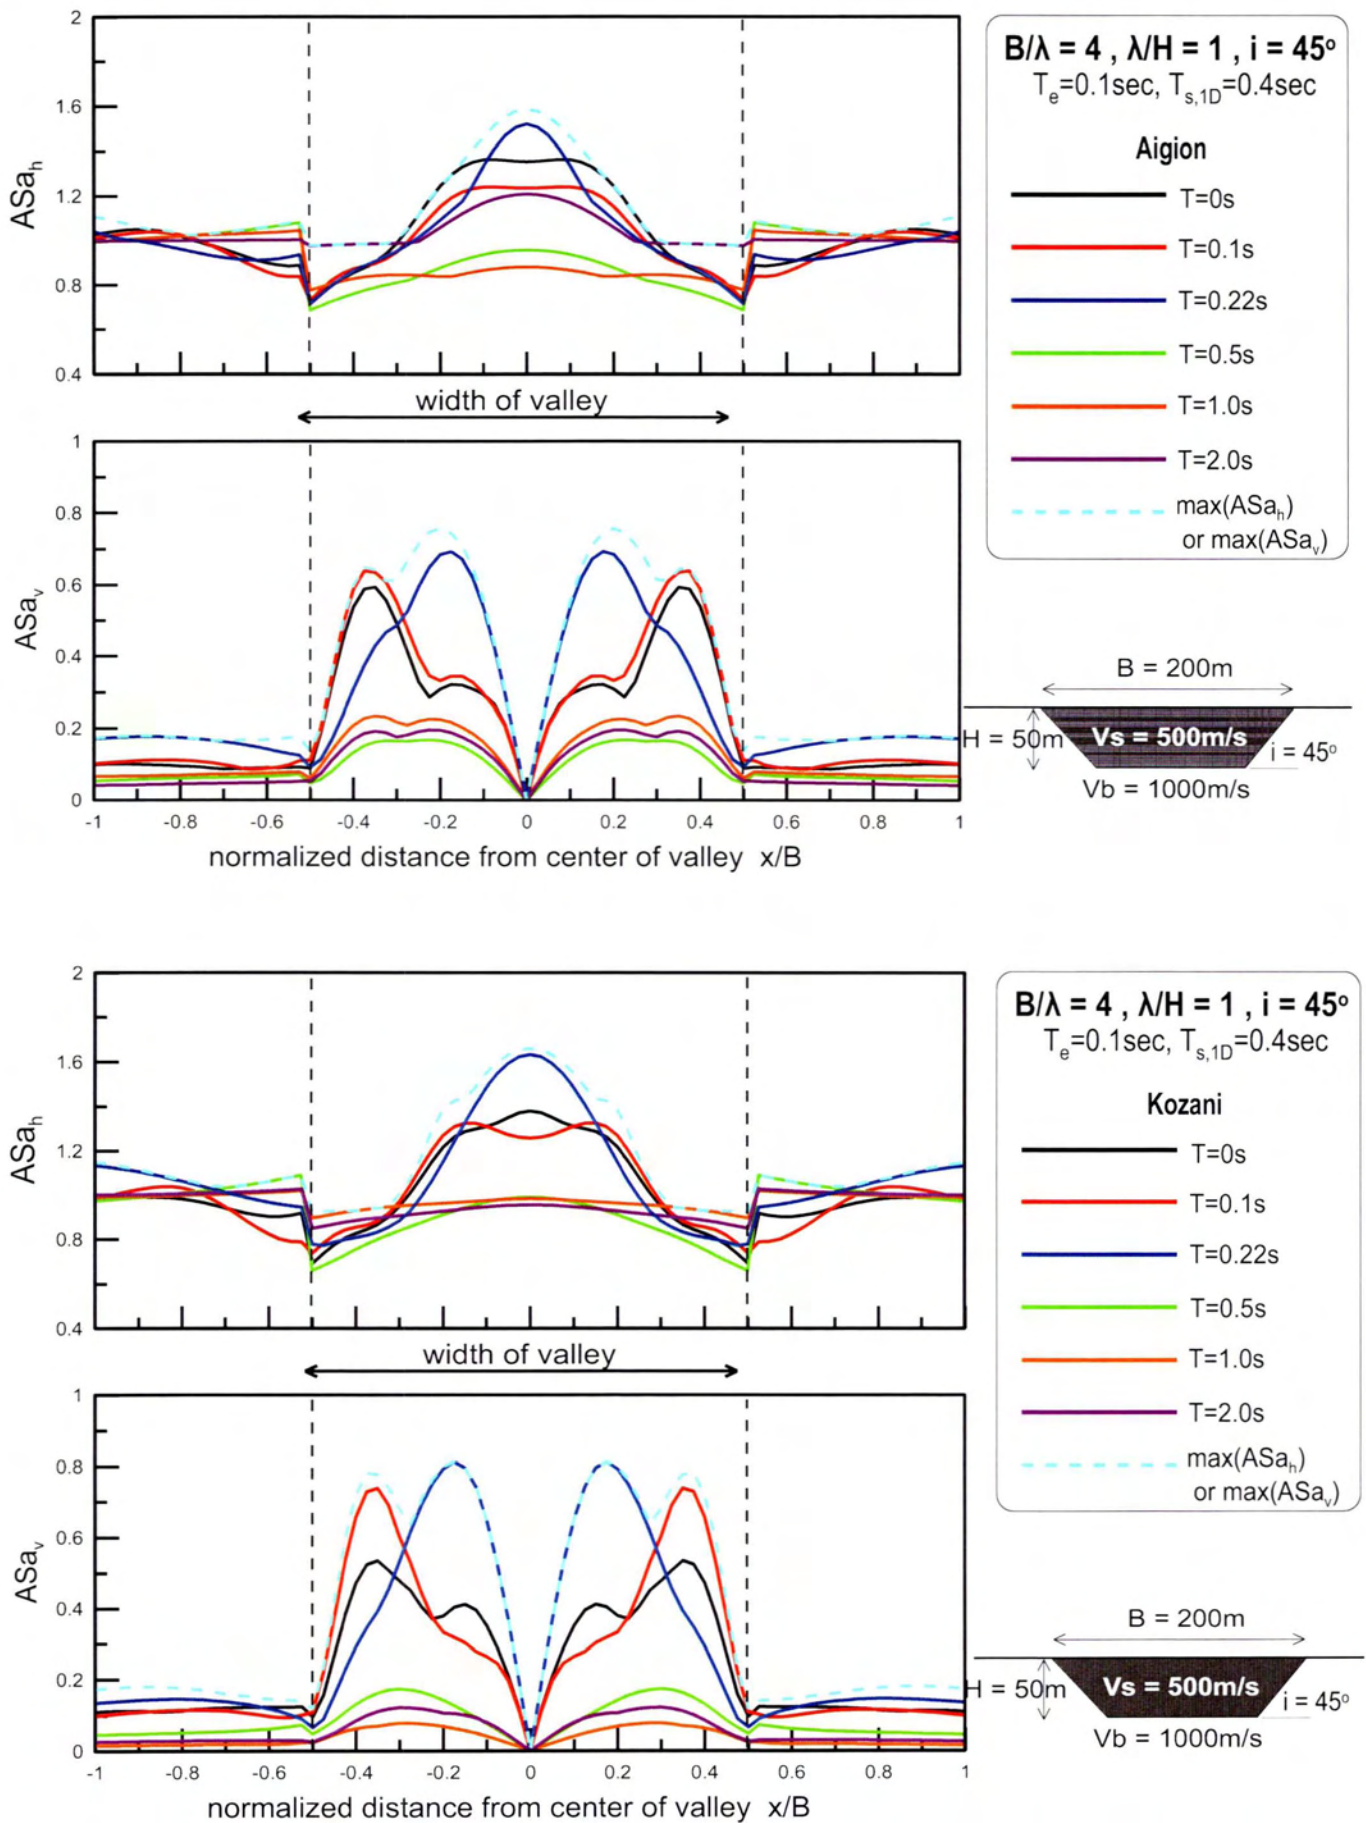 2
1.6
1.2
0.8
0.4
ASa_h
width of valley
1
0.8
0.6
0.4
0.2
0
ASa_v
-1 -0.8 -0.6 -0.4 -0.2 0 0.2 0.4 0.6 0.8 1
normalized distance from center of valley x/B
B/λ = 4 , λ/H = 1 , i = 45°
T_e=0.1sec, T_s,1D=0.4sec
Aigion
T=0s
T=0.1s
T=0.22s
T=0.5s
T=1.0s
T=2.0s
max(ASa_h)
or max(ASa_v)
B = 200m
H = 50m
Vs = 500m/s
i = 45°
Vb = 1000m/s
2
1.6
1.2
0.8
0.4
ASa_h
width of valley
1
0.8
0.6
0.4
0.2
0
ASa_v
-1 -0.8 -0.6 -0.4 -0.2 0 0.2 0.4 0.6 0.8 1
normalized distance from center of valley x/B
B/λ = 4 , λ/H = 1 , i = 45°
T_e=0.1sec, T_s,1D=0.4sec
Kozani
T=0s
T=0.1s
T=0.22s
T=0.5s
T=1.0s
T=2.0s
max(ASa_h)
or max(ASa_v)
B = 200m
H = 50m
Vs = 500m/s
i = 45°
Vb = 1000m/s